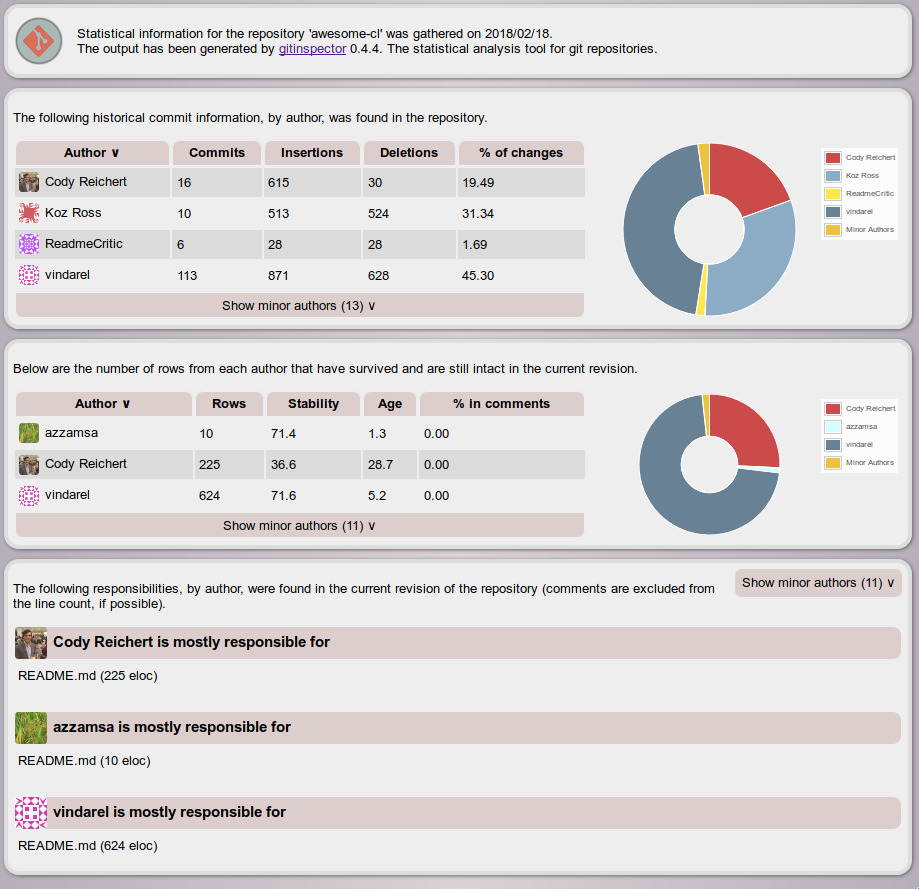 Statistical information for the repository 'awesome-cl' was gathered on 2018/02/18.
The output has been generated by gitinspector 0.4.4. The statistical analysis tool for git repositories.
The following historical commit information, by author, was found in the repository.
Author ∨ Commits Insertions Deletions % of changes
Cody Reichert 16 615 30 19.49
Koz Ross 10 513 524 31.34
ReadmeCritic 6 28 28 1.69
vindarel 113 871 628 45.30
Show minor authors (13) ∨
Cody Reichert
Koz Ross
ReadmeCritic
vindarel
Minor Authors
Below are the number of rows from each author that have survived and are still intact in the current revision.
Author ∨ Rows Stability Age % in comments
azzamsa 10 71.4 1.3 0.00
Cody Reichert 225 36.6 28.7 0.00
vindarel 624 71.6 5.2 0.00
Show minor authors (11) ∨
Cody Reichert
azzamsa
vindarel
Minor Authors
The following responsibilities, by author, were found in the current revision of the repository (comments are excluded from
the line count, if possible).
Show minor authors (11) ∨
Cody Reichert is mostly responsible for
README.md (225 eloc)
azzamsa is mostly responsible for
README.md (10 eloc)
vindarel is mostly responsible for
README.md (624 eloc)